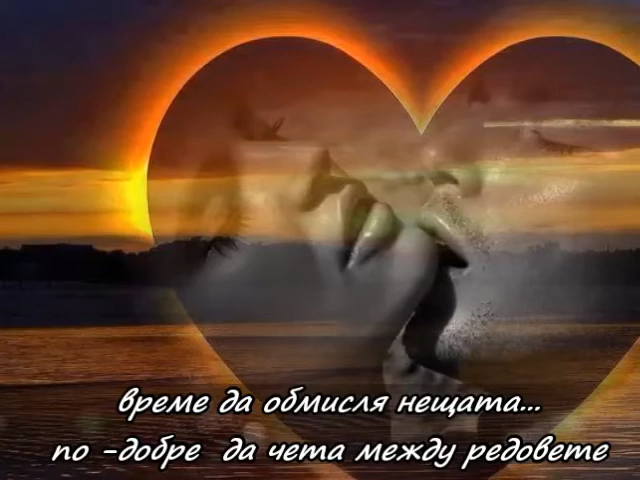 време да обмисля нещата...
по -добре да чета между редовете